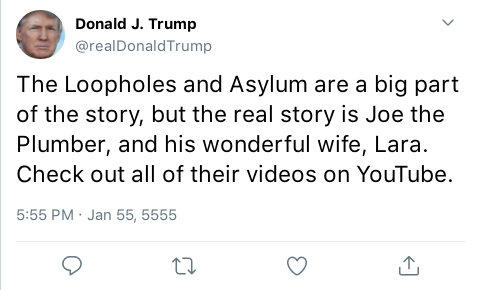 Donald J. Trump
@realDonaldTrump
The Loopholes and Asylum are a big part
of the story, but the real story is Joe the
Plumber, and his wonderful wife, Lara.
Check out all of their videos on YouTube.
5:55 PM · Jan 55, 5555